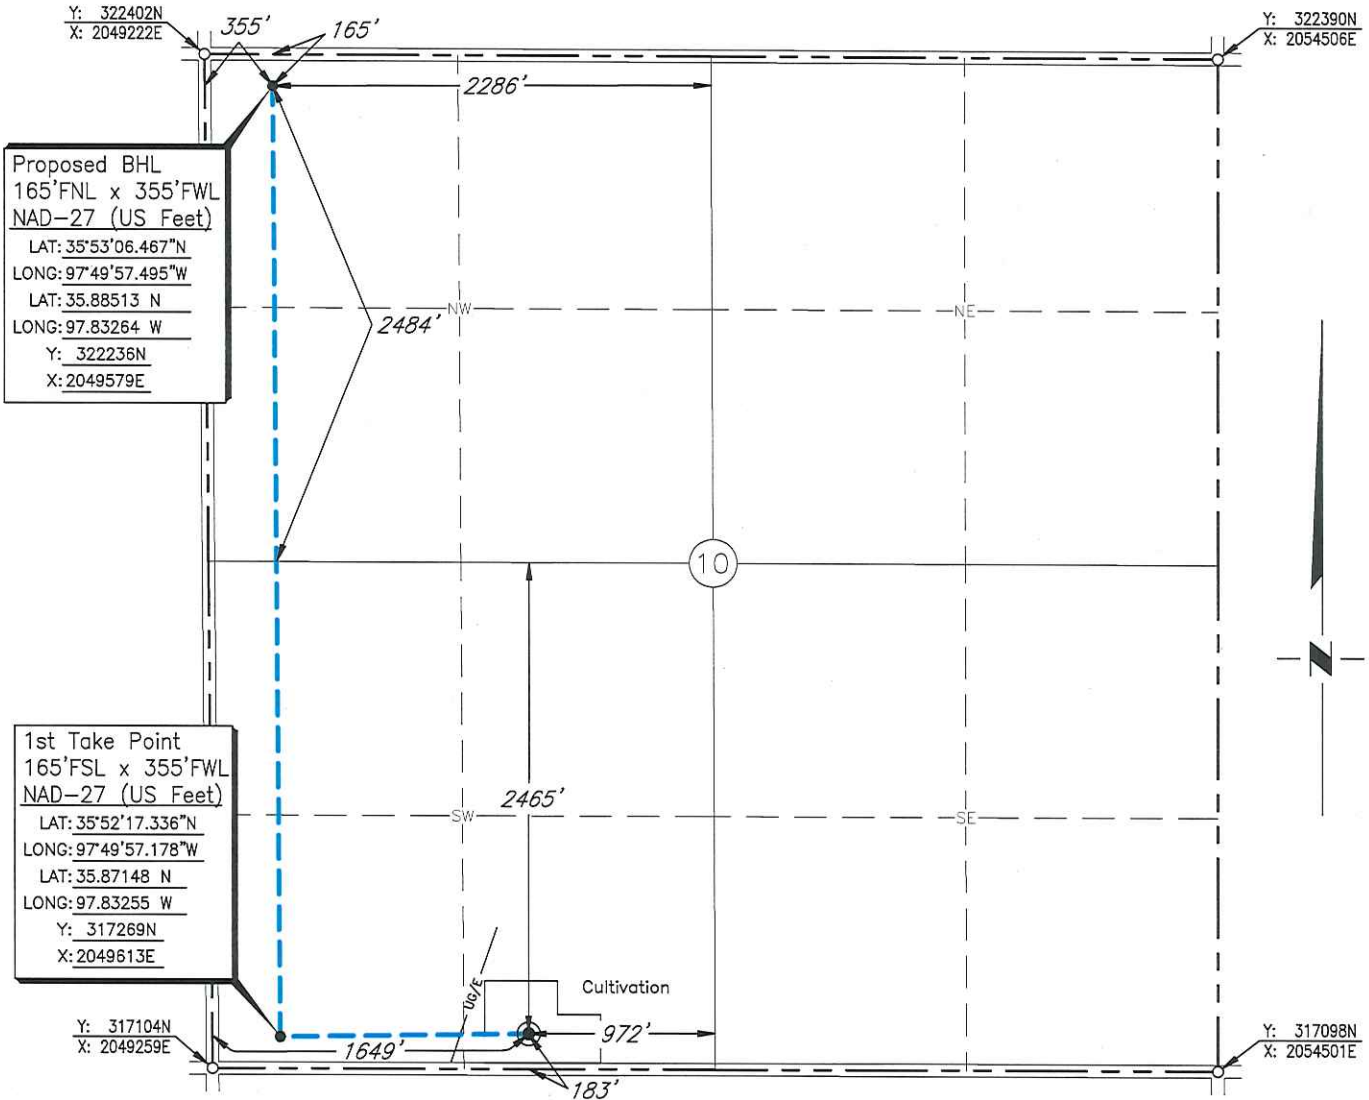 Y: 322402N
X: 2049222E
355'
165'
Y: 322390N
X: 2054506E
2286'
Proposed BHL
165'FNL x 355'FWL
NAD-27 (US Feet)
LAT: 35°53'06.467"N
LONG: 97°49'57.495"W
LAT: 35.88513 N
LONG: 97.83264 W
Y: 322236N
X: 2049579E
NW
NE
2484'
10
N
1st Take Point
165'FSL x 355'FWL
NAD-27 (US Feet)
LAT: 35°52'17.336"N
LONG: 97°49'57.178"W
LAT: 35.87148 N
LONG: 97.83255 W
Y: 317269N
X: 2049613E
2465'
SW
SE
UG/E
Cultivation
Y: 317104N
X: 2049259E
1649'
972'
183'
Y: 317098N
X: 2054501E